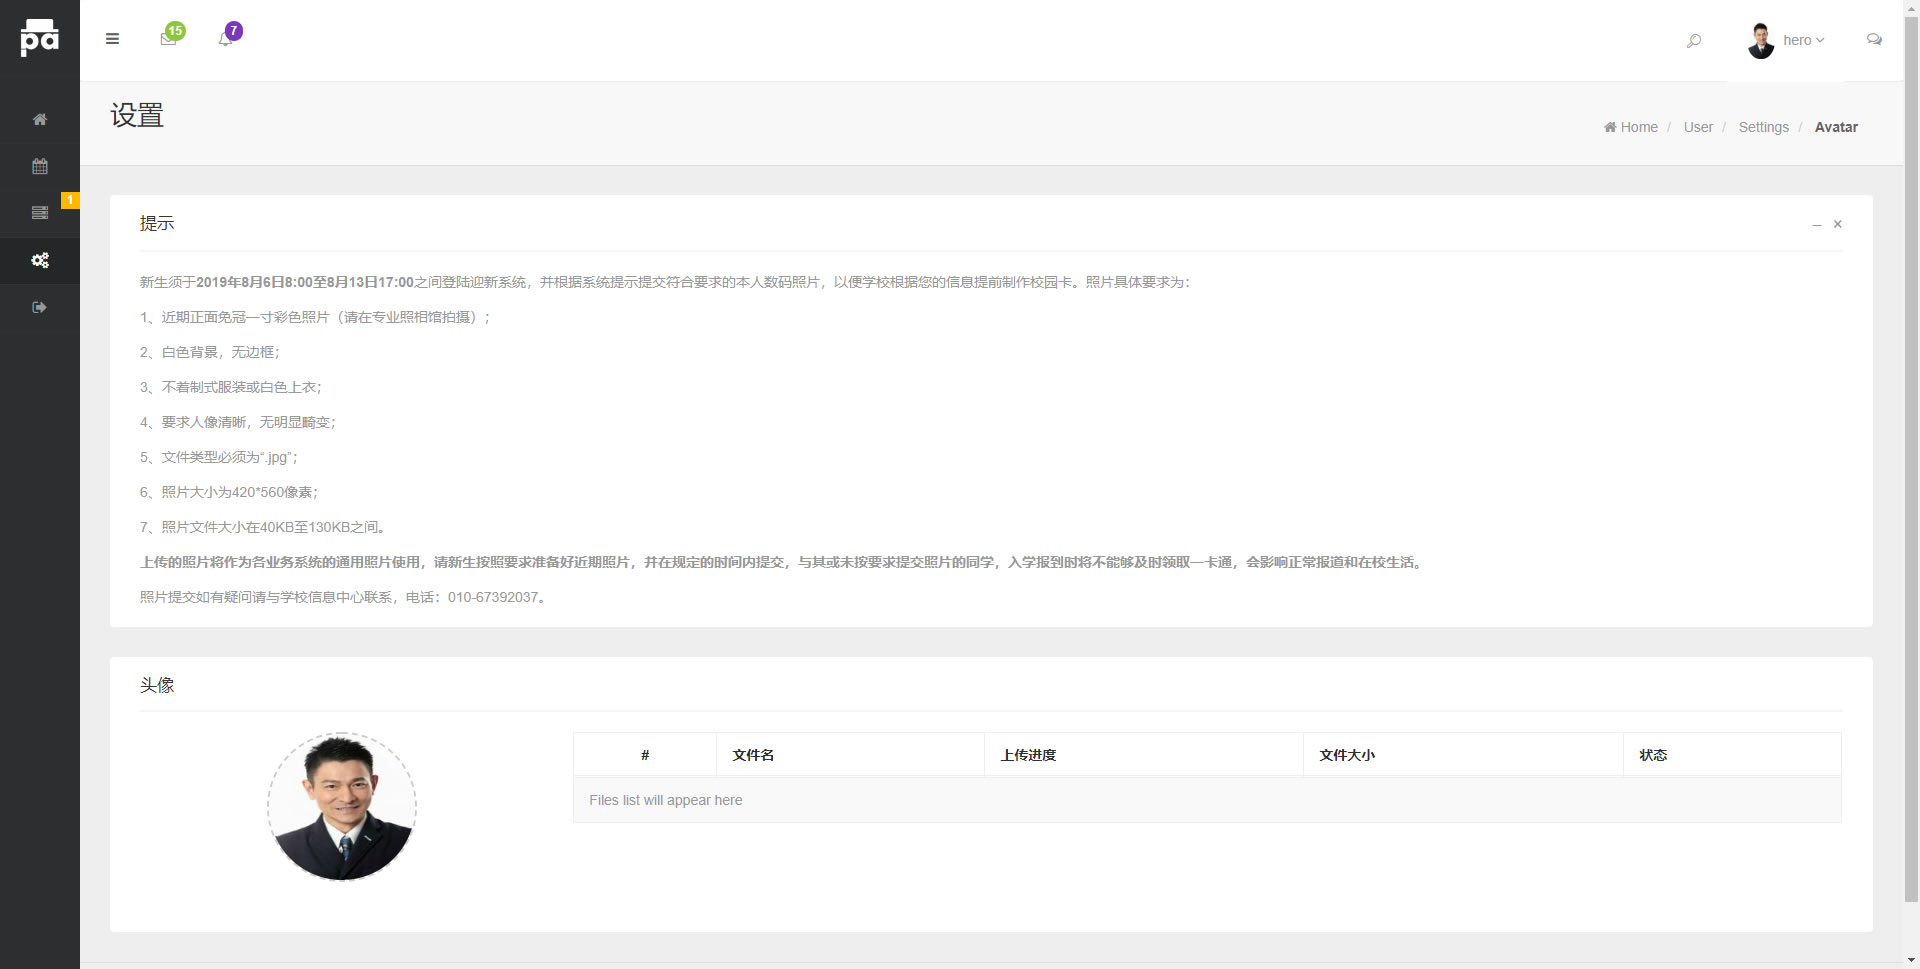 pa
15
7
hero
设置
Home / User / Settings / Avatar
1
提示
新生须于2019年8月6日8:00至8月13日17:00之间登陆迎新系统，并根据系统提示提交符合要求的本人数码照片，以便学校根据您的信息提前制作校园卡。照片具体要求为：
1、近期正面免冠一寸彩色照片（请在专业照相馆拍摄）；
2、白色背景，无边框；
3、不着制式服装或白色上衣；
4、要求人像清晰，无明显畸变；
5、文件类型必须为“.jpg”；
6、照片大小为420*560像素；
7、照片文件大小在40KB至130KB之间。
上传的照片将作为各业务系统的通用照片使用，请新生按照要求准备好近期照片，并在规定的时间内提交，与其或未按要求提交照片的同学，入学报到时将不能够及时领取一卡通，会影响正常报道和在校生活。
照片提交如有疑问请与学校信息中心联系，电话：010-67392037。
头像
# 文件名 上传进度 文件大小 状态
Files list will appear here